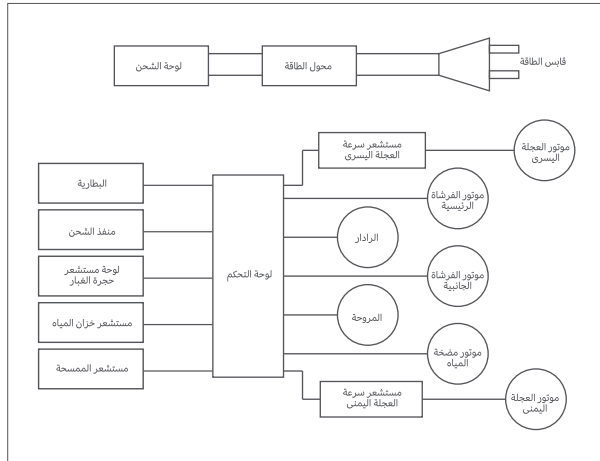 قابس الطاقة
محول الطاقة
لوحة الشحن
موتور العجلة
اليسرى
مستشعر سرعة
العجلة اليسرى
البطارية
منفذ الشحن
لوحة مستشعر
حجرة الغبار
مستشعر خزان المياه
مستشعر الممسحة
لوحة التحكم
موتور الفرشاة
الرئيسية
الرادار
موتور الفرشاة
الجانبية
المروحة
موتور مضخة
المياه
مستشعر سرعة
العجلة اليمنى
موتور العجلة
اليمنى